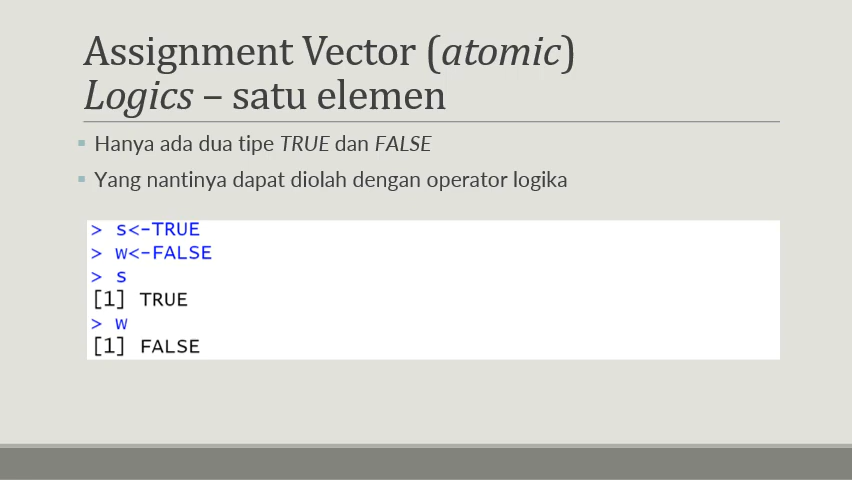 Assignment Vector (atomic)
Logics – satu elemen
Hanya ada dua tipe TRUE dan FALSE
Yang nantinya dapat diolah dengan operator logika
> s<-TRUE
> w<-FALSE
> s
[1] TRUE
> w
[1] FALSE